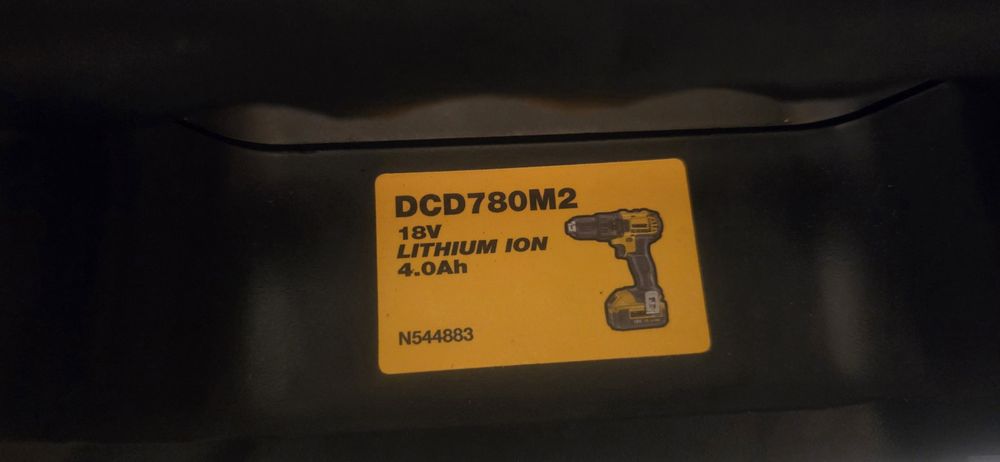 DCD780M2
18V
LITHIUM ION
4.0Ah
N544883